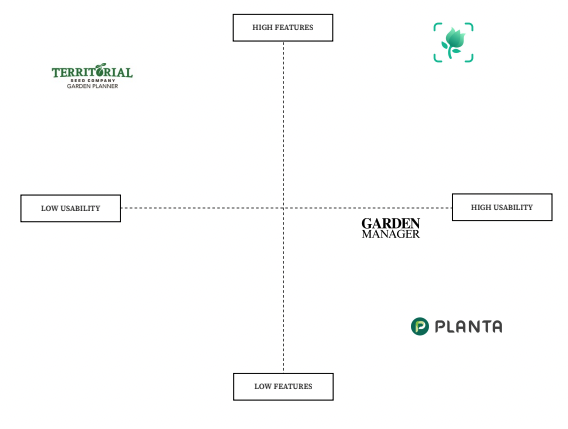 HIGH FEATURES
TERRITORIAL
SEED COMPANY
GARDEN PLANNER
LOW USABILITY
HIGH USABILITY
GARDEN
MANAGER
P PLANTA
LOW FEATURES